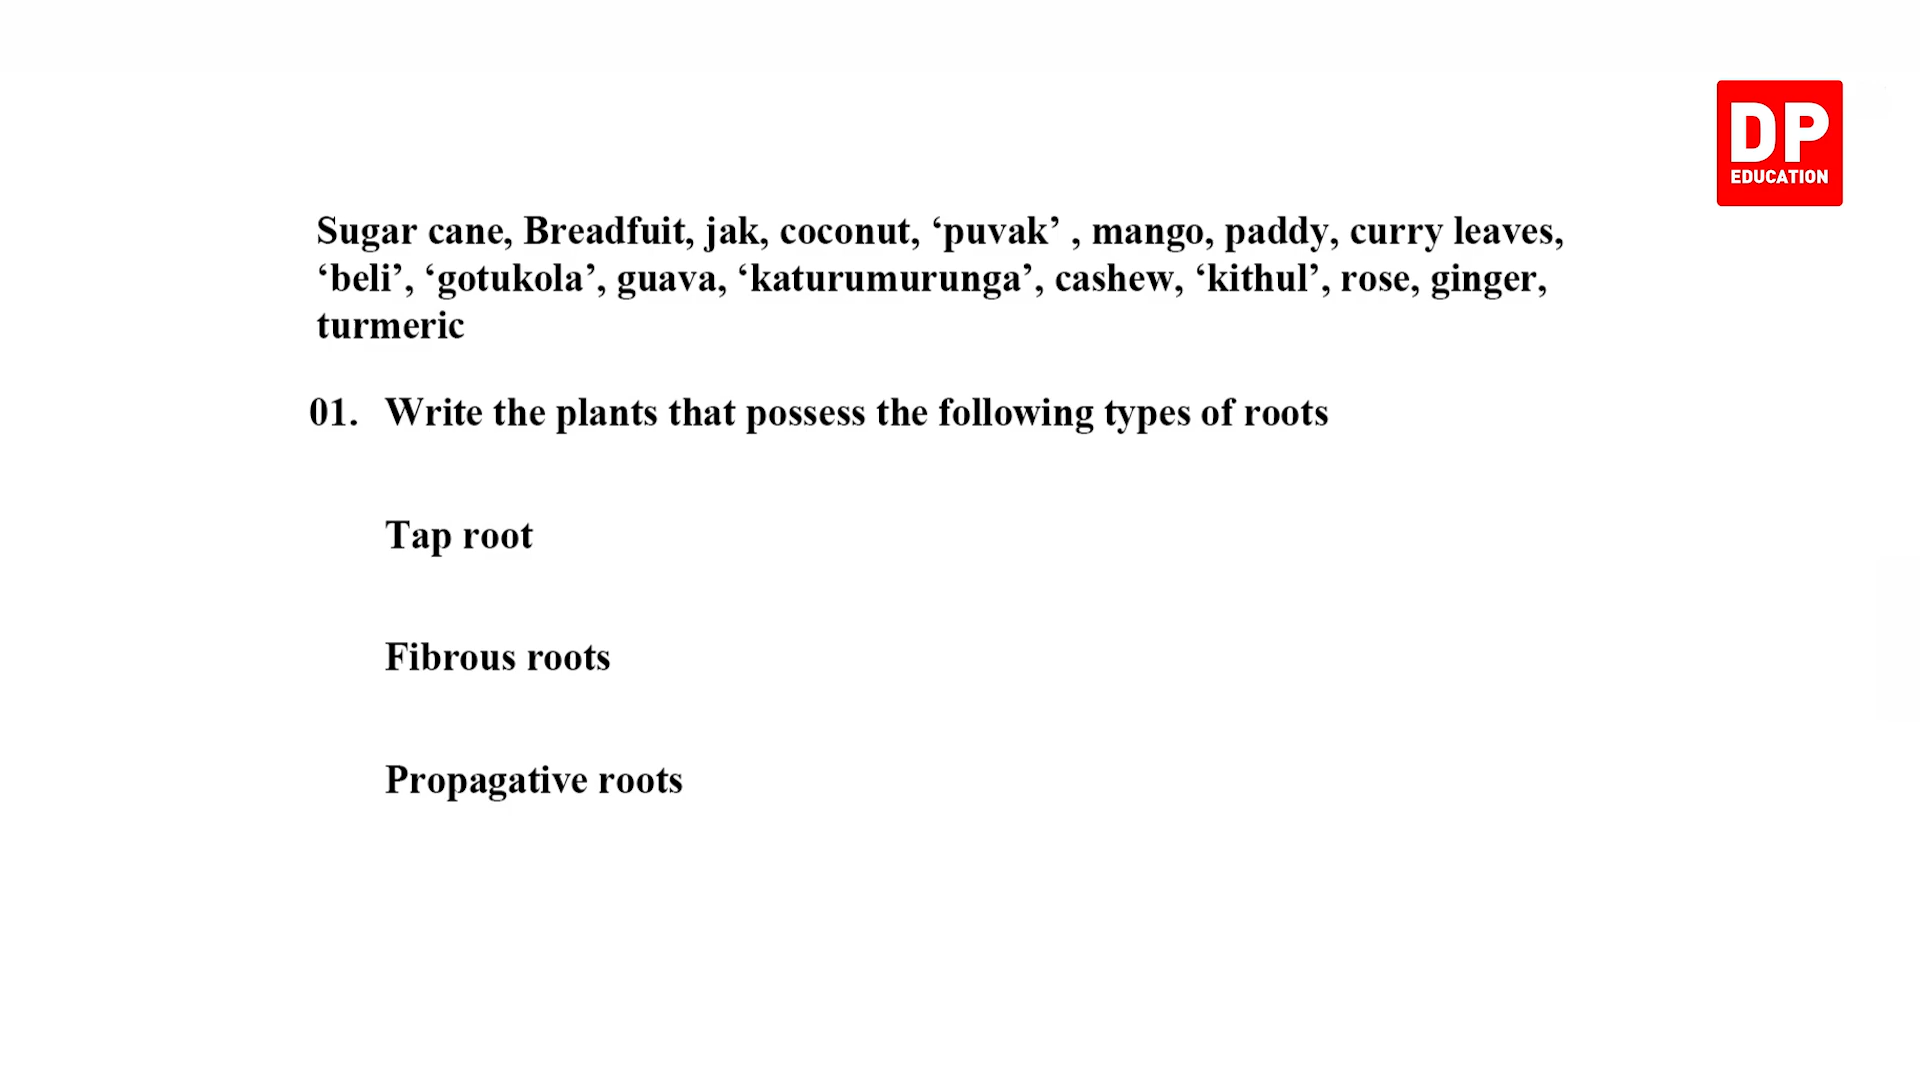 DP
EDUCATION
Sugar cane, Breadfuit, jak, coconut, ‘puvak’ , mango, paddy, curry leaves,
‘beli’, ‘gotukola’, guava, ‘katurumurunga’, cashew, ‘kithul’, rose, ginger,
turmeric
01. Write the plants that possess the following types of roots
Tap root
Fibrous roots
Propagative roots